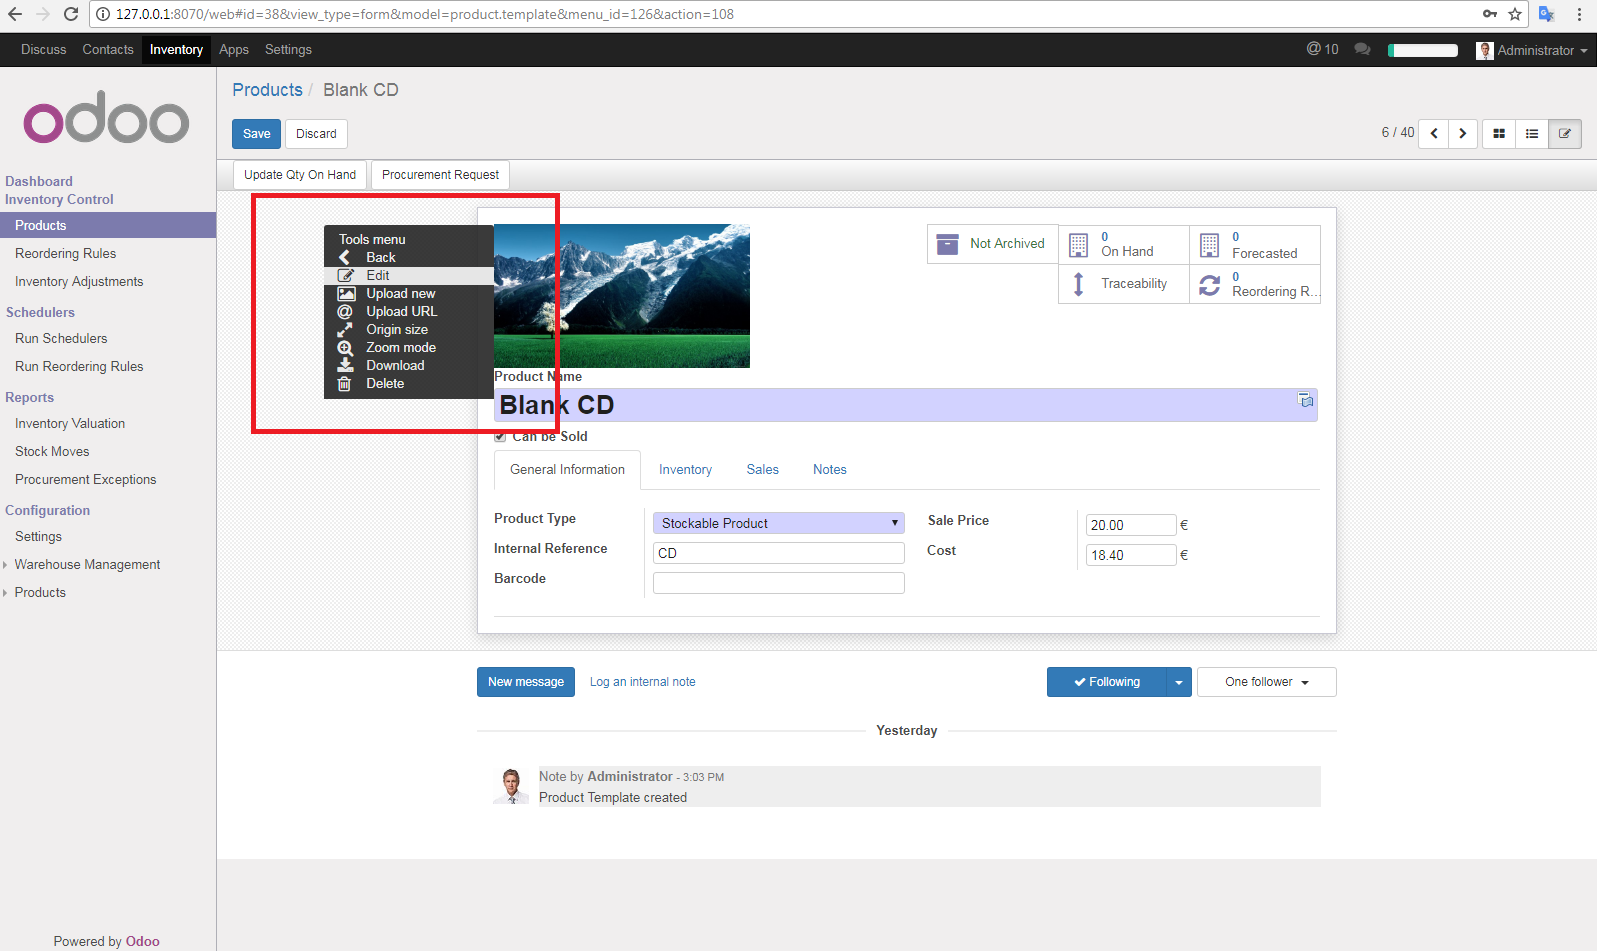 127.0.0.1:8070/web#id=38&view_type=form&model=product.template&menu_id=126&action=108
Discuss Contacts Inventory Apps Settings @ 10 Administrator
odoo
Products / Blank CD
Save Discard 6 / 40
Update Qty On Hand Procurement Request
Dashboard
Inventory Control
Products
Reordering Rules
Inventory Adjustments
Schedulers
Run Schedulers
Run Reordering Rules
Reports
Inventory Valuation
Stock Moves
Procurement Exceptions
Configuration
Settings
Warehouse Management
Products
Powered by Odoo
Tools menu
Back
Edit
Upload new
@ Upload URL
Origin size
Zoom mode
Download
Delete
Not Archived
0
On Hand
0
Forecasted
Traceability
0
Reordering R...
Product Name
Blank CD
Can be Sold
General Information Inventory Sales Notes
Product Type Stockable Product
Internal Reference CD
Barcode
Sale Price 20.00 €
Cost 18.40 €
New message Log an internal note Following One follower
Yesterday
Note by Administrator - 3:03 PM
Product Template created